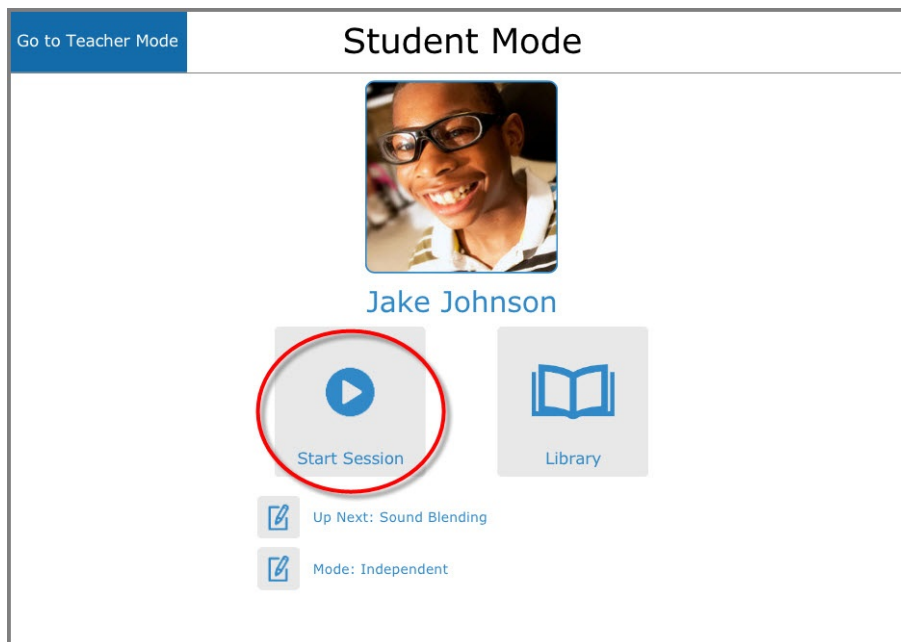 Go to Teacher Mode
Student Mode
Jake Johnson
Start Session
Library
Up Next: Sound Blending
Mode: Independent